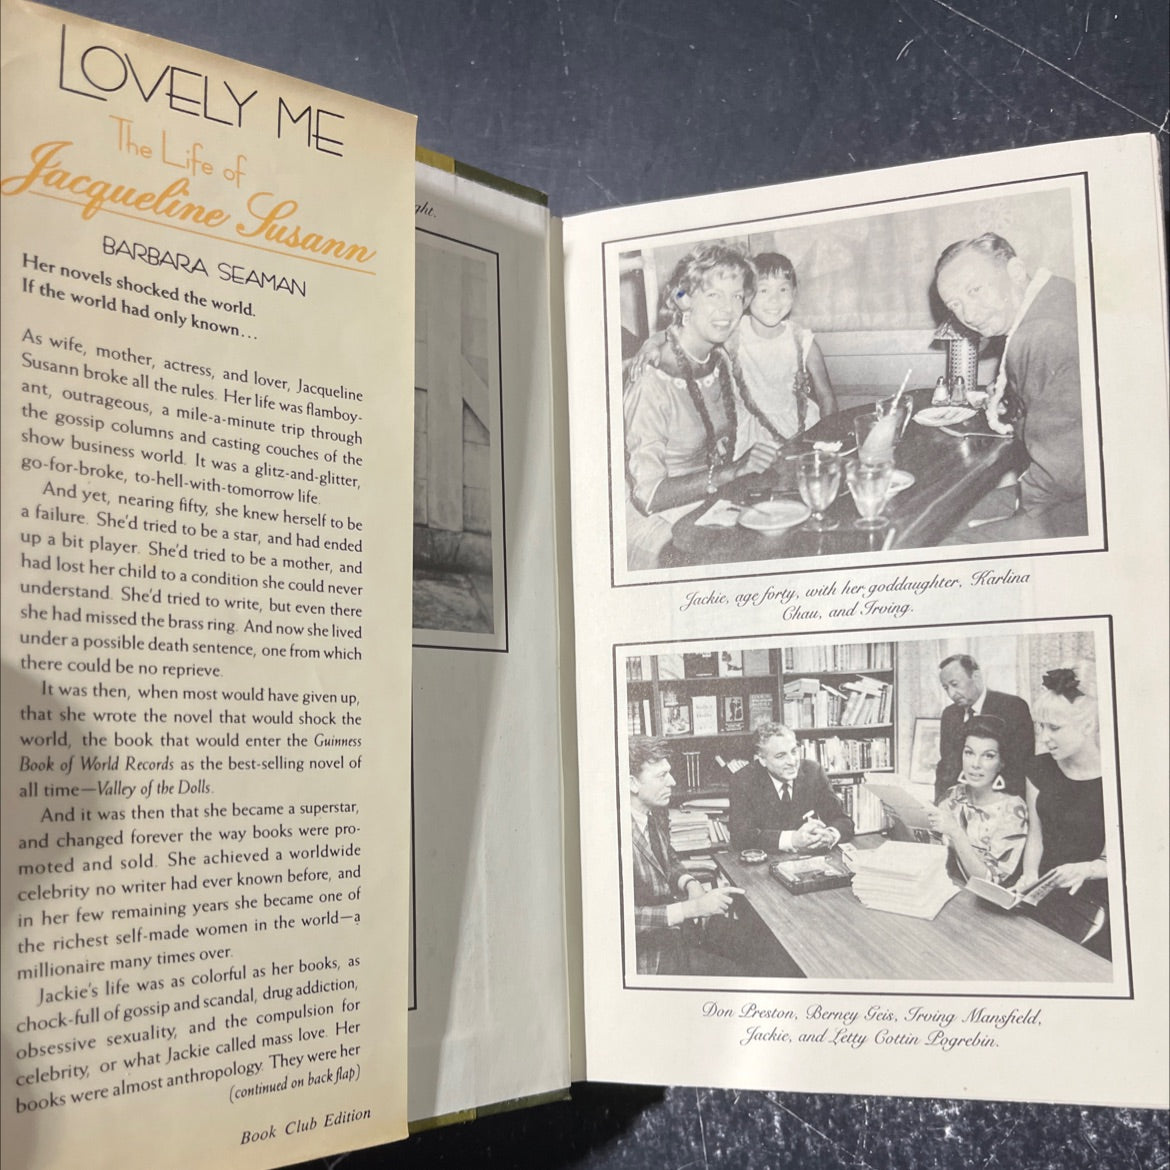 LOVELY ME
The Life of
Jacqueline Susann
BARBARA SEAMAN
Her novels shocked the world.
If the world had only known...
As wife, mother, actress, and lover, Jacqueline
Susann broke all the rules. Her life was flamboy-
ant, outrageous, a mile-a-minute trip through
the gossip columns and casting couches of the
show business world. It was a glitz-and-glitter,
go-for-broke, to-hell-with-tomorrow life.
And yet, nearing fifty, she knew herself to be
a failure. She'd tried to be a star, and had ended
up a bit player. She'd tried to be a mother, and
had lost her child to a condition she could never
understand. She'd tried to write, but even there
she had missed the brass ring. And now she lived
under a possible death sentence, one from which
there could be no reprieve.
It was then, when most would have given up,
that she wrote the novel that would shock the
world, the book that would enter the Guinness
Book of World Records as the best-selling novel of
all time—Valley of the Dolls.
And it was then that she became a superstar,
and changed forever the way books were pro-
moted and sold. She achieved a worldwide
celebrity no writer had ever known before, and
in her few remaining years she became one of
the richest self-made women in the world—a
millionaire many times over.
Jackie's life was as colorful as her books, as
chock-full of gossip and scandal, drug addiction,
obsessive sexuality, and the compulsion for
celebrity, or what Jackie called mass love. Her
books were almost anthropology. They were her
(continued on back flap)
Book Club Edition
ght.
Jackie, age forty, with her goddaughter, Karlina
Chau, and Irving.
Don Preston, Berney Geis, Irving Mansfield,
Jackie, and Letty Cottin Pogrebin.